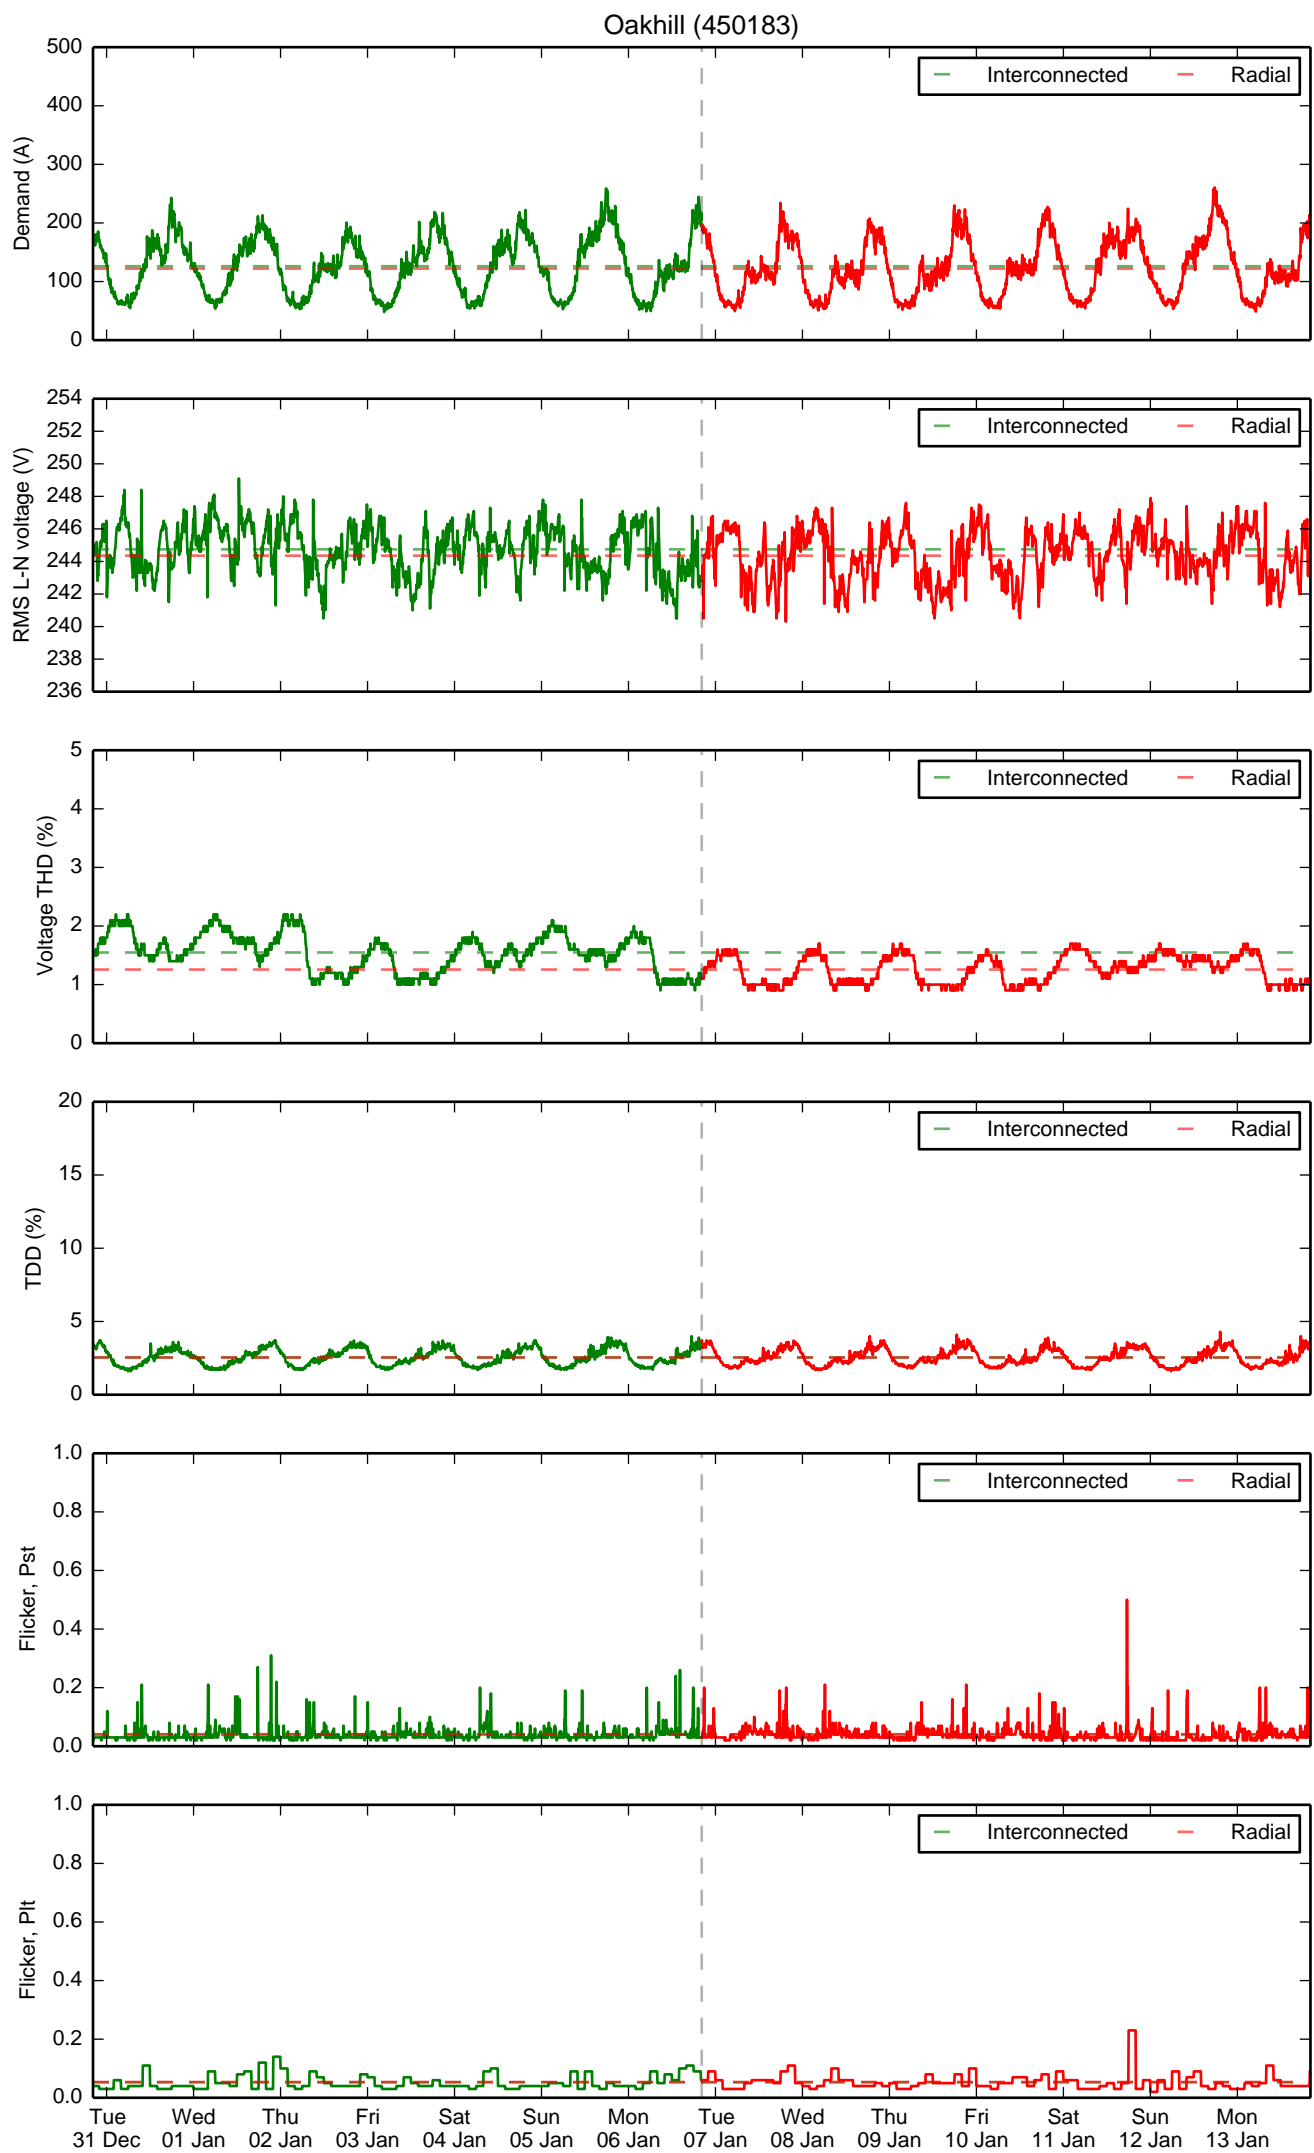 Oakhill (450183)
500
400
300
200
100
0
Demand (A)
Interconnected Radial
254
252
250
248
246
244
242
240
238
236
RMS L-N voltage (V)
Interconnected Radial
5
4
3
2
1
0
Voltage THD (%)
Interconnected Radial
20
15
10
5
0
TDD (%)
Interconnected Radial
1.0
0.8
0.6
0.4
0.2
0.0
Flicker, Pst
Interconnected Radial
1.0
0.8
0.6
0.4
0.2
0.0
Flicker, Plt
Interconnected Radial
Tue Wed Thu Fri Sat Sun Mon Tue Wed Thu Fri Sat Sun Mon
31 Dec 01 Jan 02 Jan 03 Jan 04 Jan 05 Jan 06 Jan 07 Jan 08 Jan 09 Jan 10 Jan 11 Jan 12 Jan 13 Jan